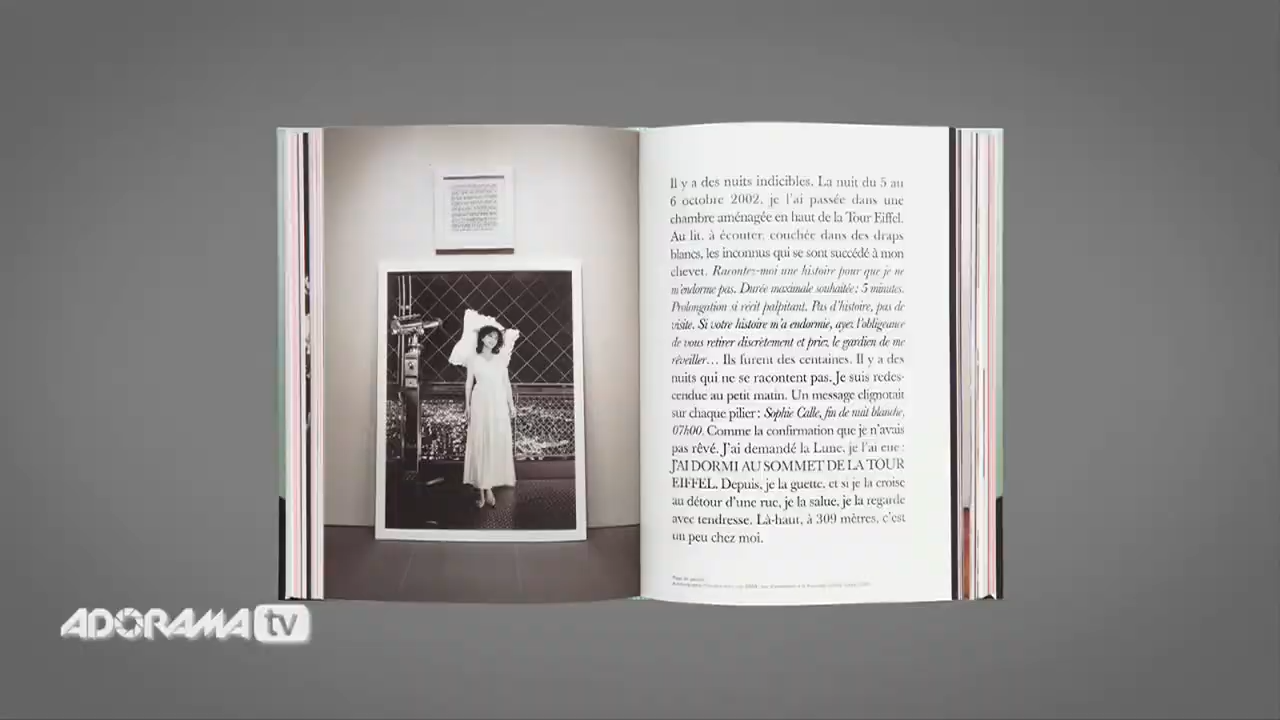 Il y a des nuits indicibles. La nuit du 5 au
6 octobre 2002, je l'ai passée dans une
chambre aménagée en haut de la Tour Eiffel.
Au lit, à écouter, couchée dans des draps
blancs, les inconnus qui se sont succédé à mon
chevet. Racontez-moi une histoire pour que je ne
m'endorme pas. Durée maximale souhaitée : 5 minutes.
Prolongation si récit palpitant. Pas d'histoire, pas de
visite. Si votre histoire m'a endormie, ayez l'obligeance
de vous retirer discrètement et priez le gardien de me
réveiller... Ils furent des centaines. Il y a des
nuits qui ne se racontent pas. Je suis redes-
cendue au petit matin. Un message clignotait
sur chaque pilier : Sophie Calle, fin de nuit blanche,
07h00. Comme la confirmation que je n'avais
pas rêvé. J'ai demandé la Lune, je l'ai eue :
J'AI DORMI AU SOMMET DE LA TOUR
EIFFEL. Depuis, je la guette, et si je la croise
au détour d'une rue, je la salue, je la regarde
avec tendresse. Là-haut, à 309 mètres, c'est
un peu chez moi.
ADORAMA tv